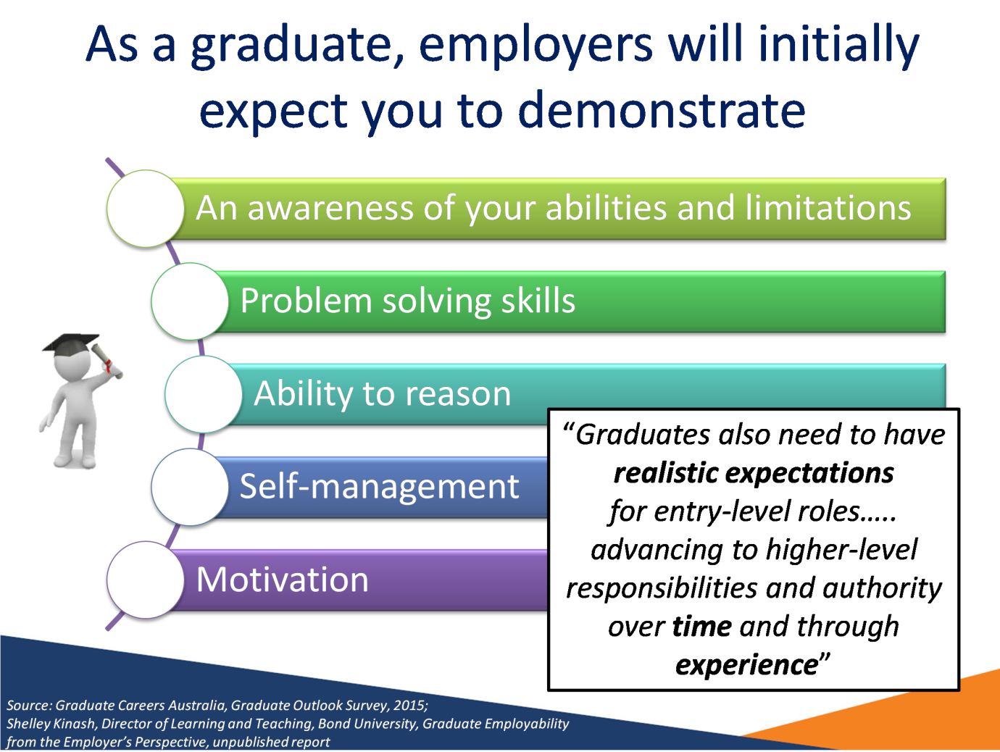 As a graduate, employers will initially
expect you to demonstrate
An awareness of your abilities and limitations
Problem solving skills
Ability to reason
Self-management
Motivation
“Graduates also need to have
realistic expectations
for entry-level roles…..
advancing to higher-level
responsibilities and authority
over time and through
experience”
Source: Graduate Careers Australia, Graduate Outlook Survey, 2015;
Shelley Kinash, Director of Learning and Teaching, Bond University, Graduate Employability
from the Employer’s Perspective, unpublished report